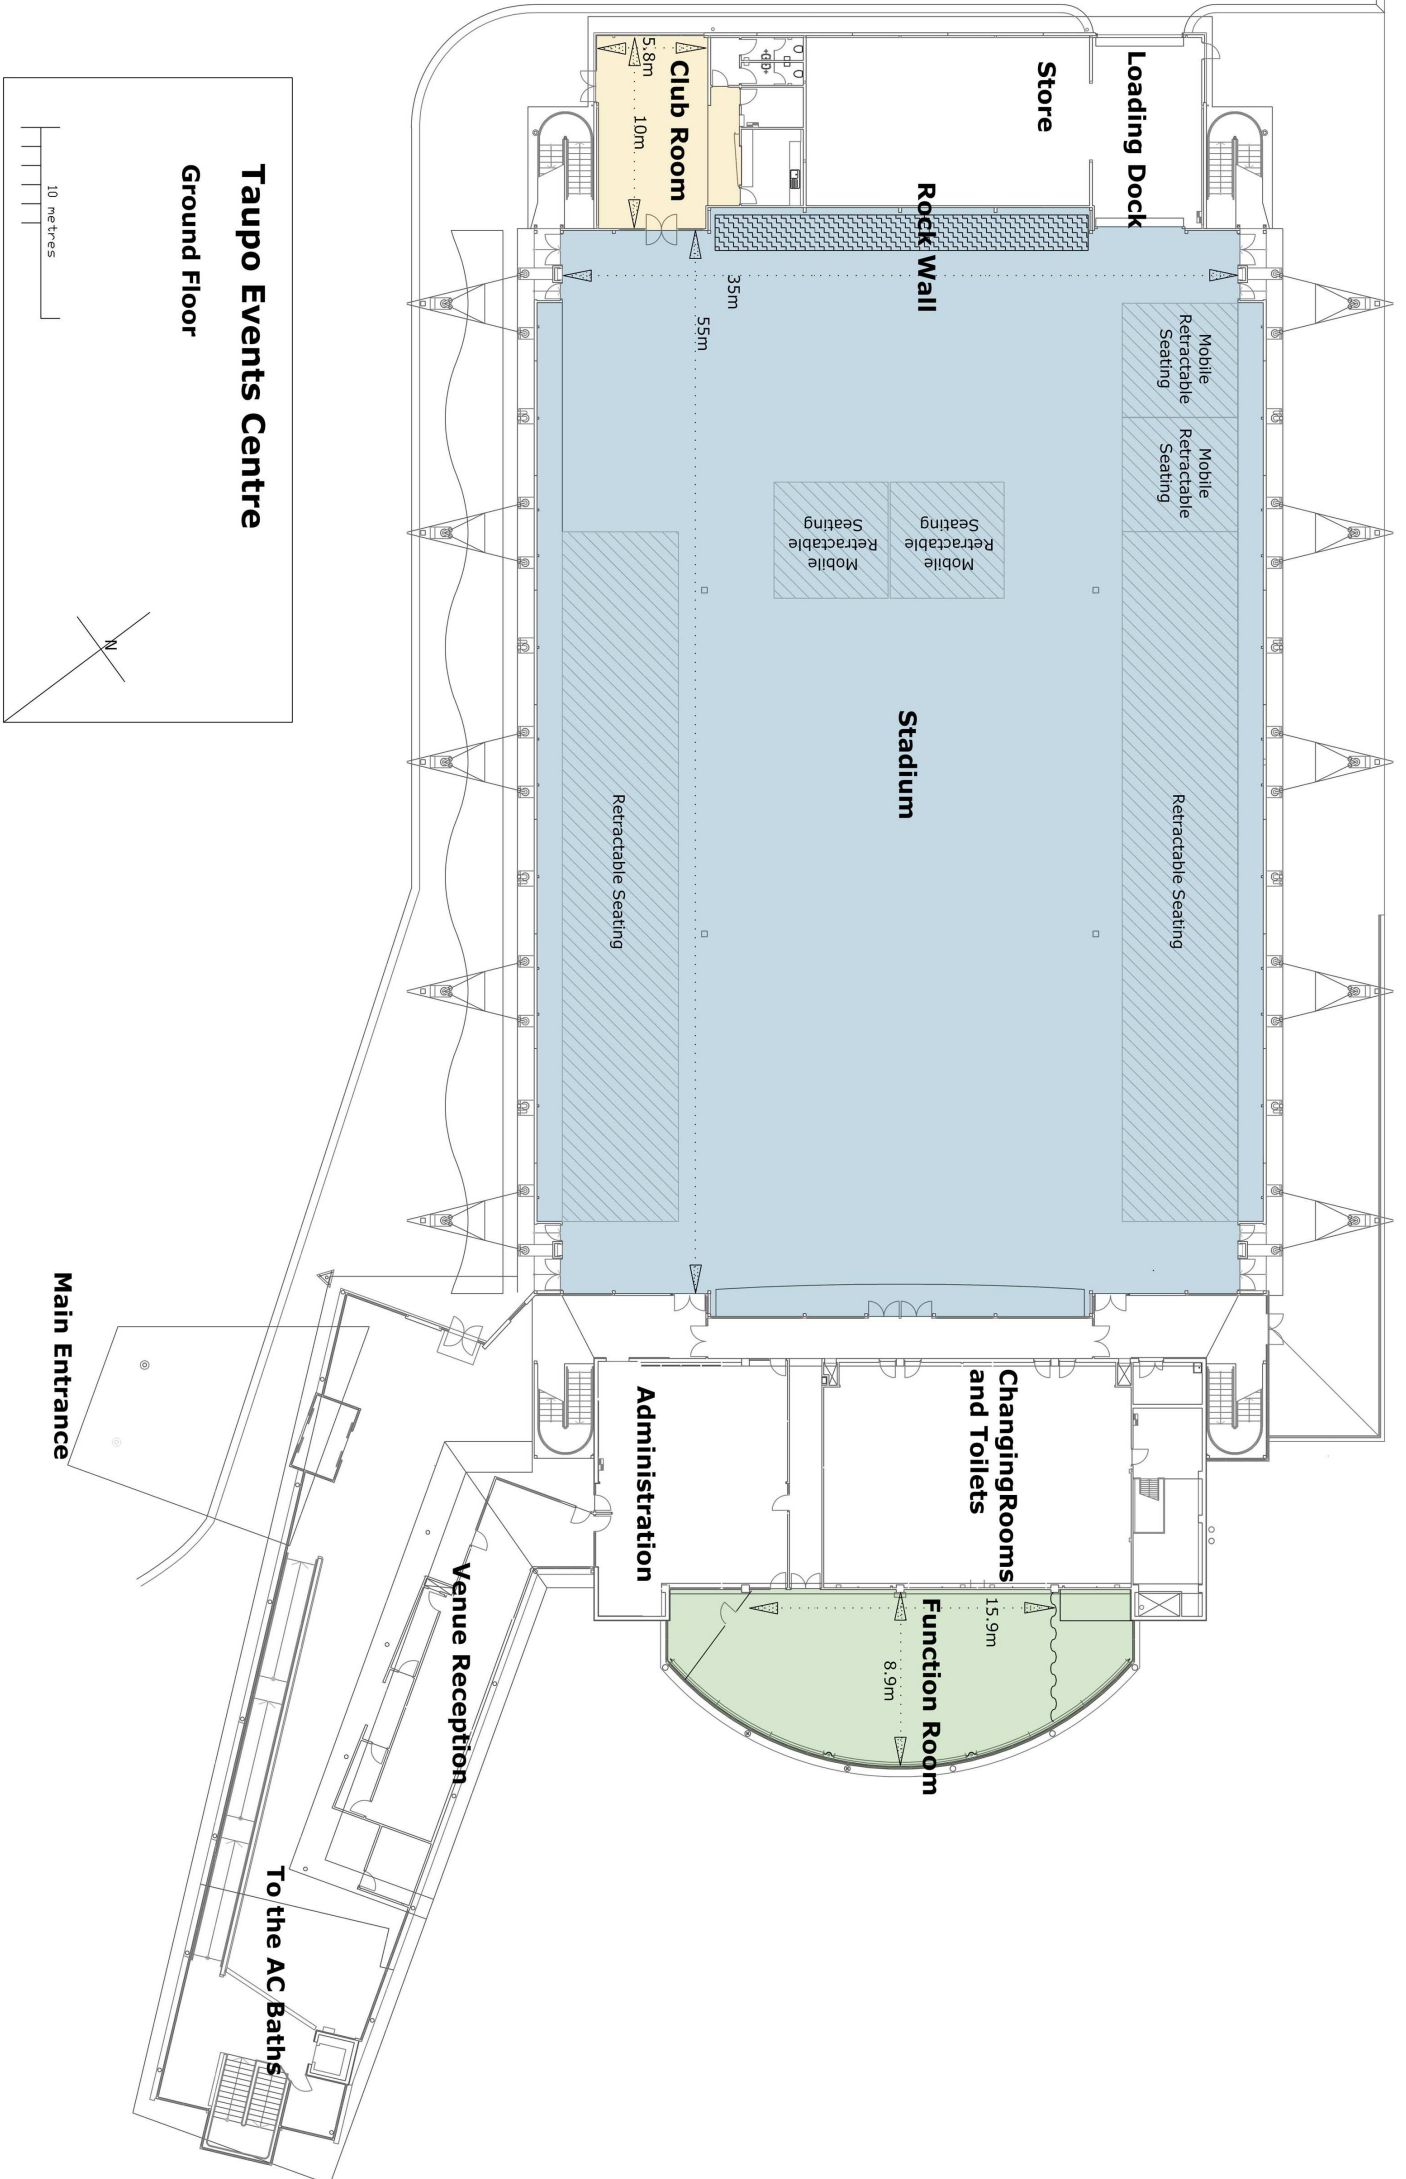 Loading Dock
Store
Club Room
5.8m
10m
Rock Wall
35m
55m
Mobile
Retractable
Seating
Mobile
Retractable
Seating
Mobile
Retractable
Seating
Mobile
Retractable
Seating
Stadium
Retractable Seating
Retractable Seating
ChangingRooms
and Toilets
Administration
Function Room
15.9m
8.9m
Venue Reception
To the AC Baths
Main Entrance
Taupo Events Centre
Ground Floor
N
10 metres